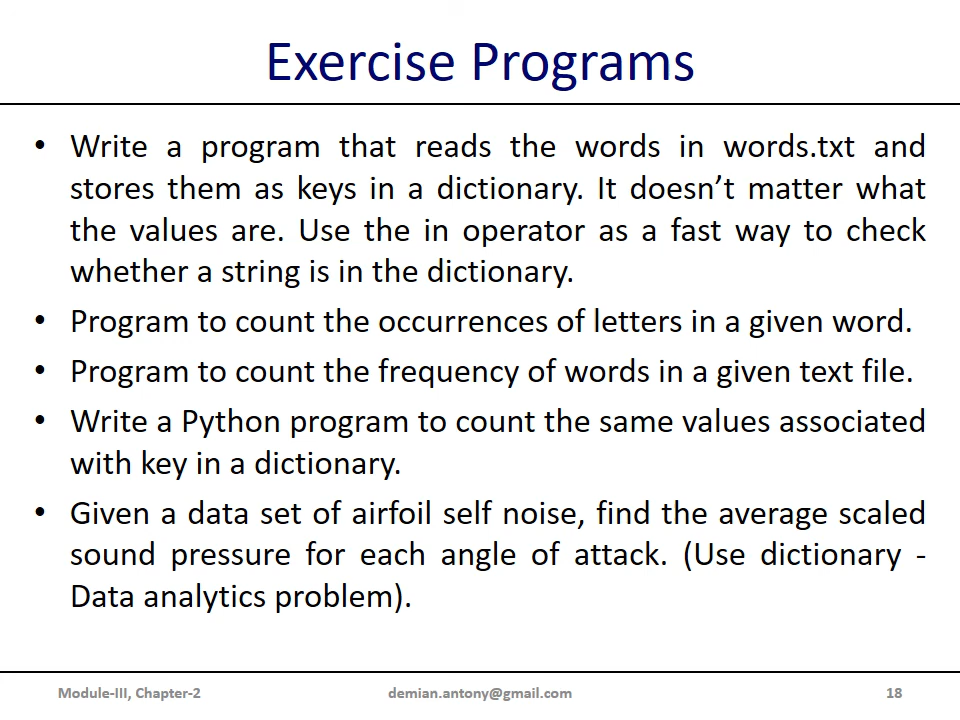 Exercise Programs
• Write a program that reads the words in words.txt and
stores them as keys in a dictionary. It doesn’t matter what
the values are. Use the in operator as a fast way to check
whether a string is in the dictionary.
• Program to count the occurrences of letters in a given word.
• Program to count the frequency of words in a given text file.
• Write a Python program to count the same values associated
with key in a dictionary.
• Given a data set of airfoil self noise, find the average scaled
sound pressure for each angle of attack. (Use dictionary -
Data analytics problem).
Module-III, Chapter-2 demian.antony@gmail.com 18